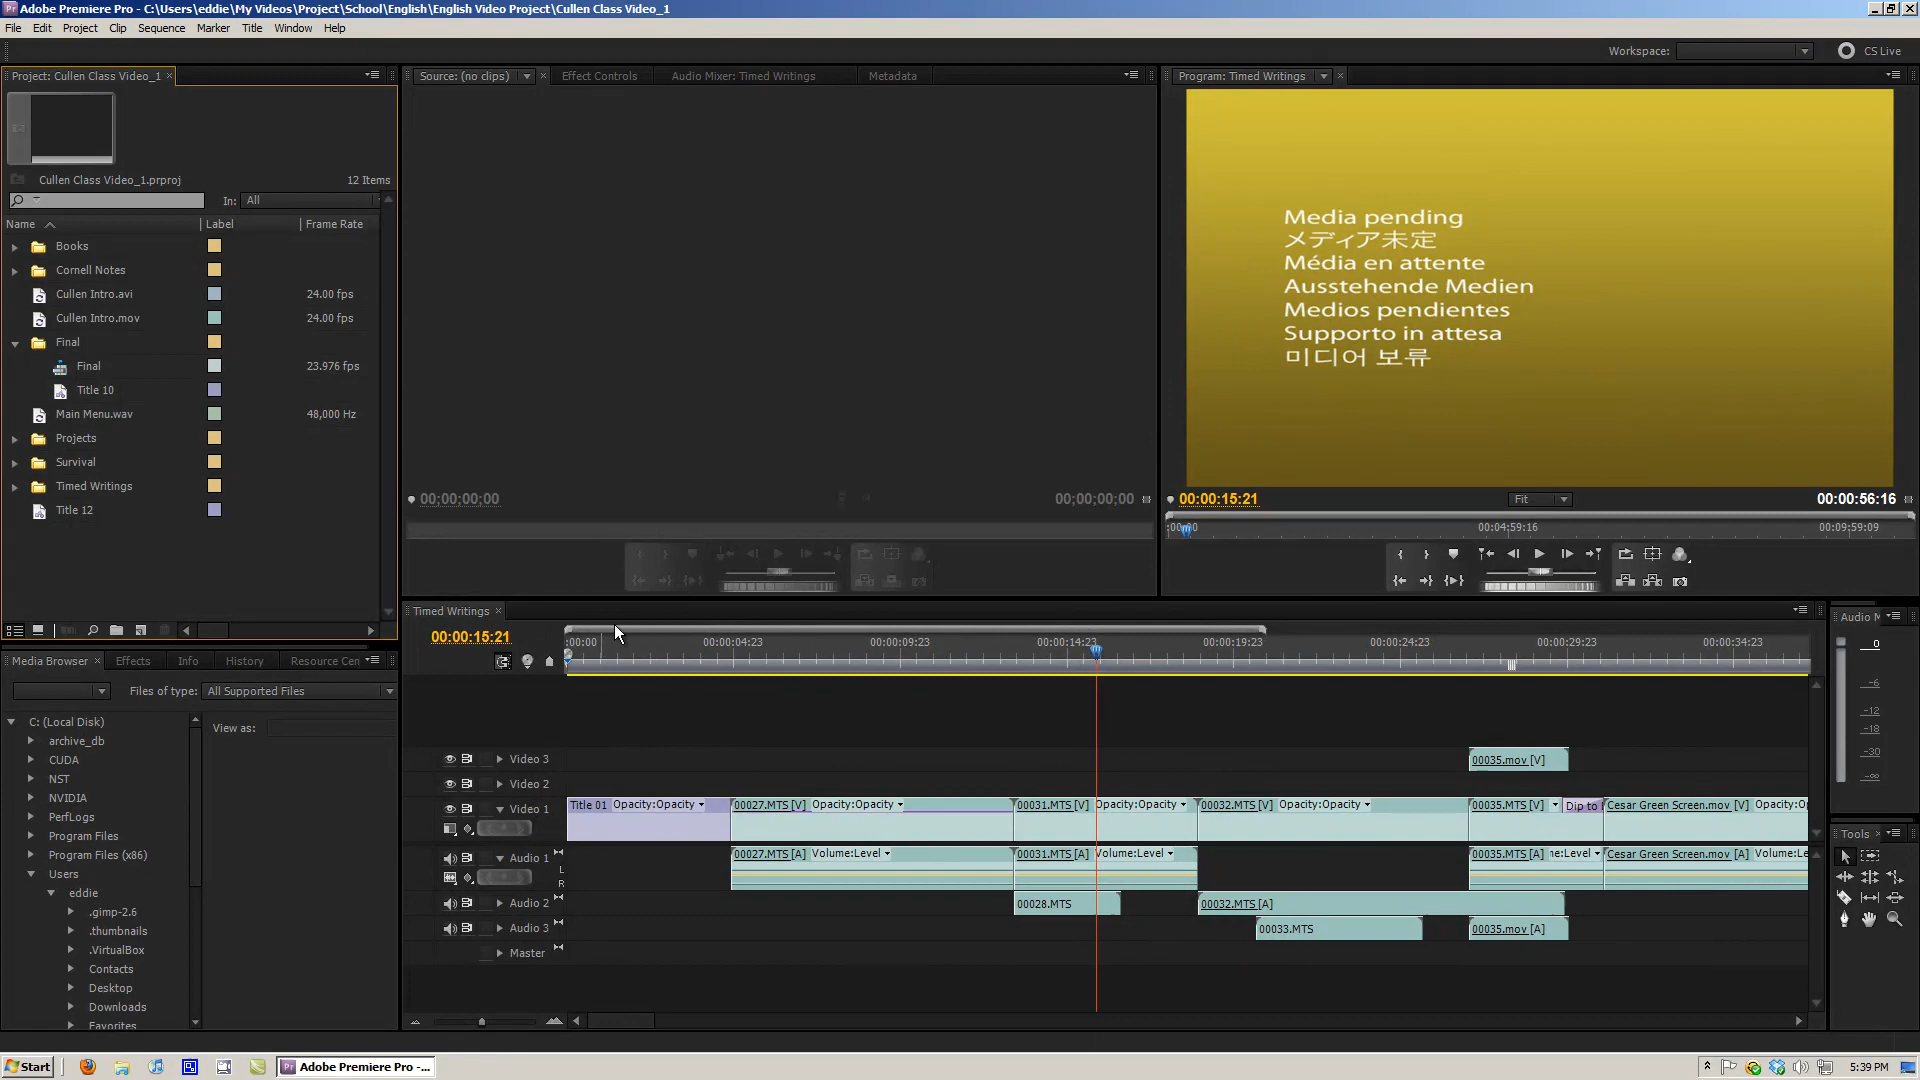 Adobe Premiere Pro - C:\Users\eddie\My Videos\Project\School\English\English Video Project\Cullen Class Video_1
File Edit Project Clip Sequence Marker Title Window Help
Workspace: CS Live
Project: Cullen Class Video_1
Source: (no clips) Effect Controls Audio Mixer: Timed Writings Metadata
Program: Timed Writings
Cullen Class Video_1.prproj 12 Items
In: All
Name Label Frame Rate
Books
Cornell Notes
Cullen Intro.avi 24.00 fps
Cullen Intro.mov 24.00 fps
Final
Final 23.976 fps
Title 10
Main Menu.wav 48,000 Hz
Projects
Survival
Timed Writings
Title 12
00;00;00;00 00;00;00;00
Media pending
メディア未定
Média en attente
Ausstehende Medien
Medios pendientes
Supporto in attesa
미디어 보류
00:00:15:21 Fit 00:00:56:16
:00:00 00:04:59:16 00:09:59:09
Timed Writings
00:00:15:21
:00:00 00:00:04:23 00:00:09:23 00:00:14:23 00:00:19:23 00:00:24:23 00:00:29:23 00:00:34:23
Video 3 00035.mov [V]
Video 2
Video 1 Title 01 Opacity:Opacity 00027.MTS [V] Opacity:Opacity 00031.MTS [V] Opacity:Opacity 00032.MTS [V] Opacity:Opacity 00035.MTS [V] Dip to Cesar Green Screen.mov [V] Opacity:O
Audio 1 00027.MTS [A] Volume:Level 00031.MTS [A] Volume:Level 00035.MTS [A] ne:Level Cesar Green Screen.mov [A] Volume:Le
L
R
Audio 2 00028.MTS 00032.MTS [A]
Audio 3 00033.MTS 00035.mov [A]
Master
Media Browser Effects Info History Resource Cen
Files of type: All Supported Files
View as:
C: (Local Disk)
archive_db
CUDA
NST
NVIDIA
PerfLogs
Program Files
Program Files (x86)
Users
eddie
.gimp-2.6
.thumbnails
.VirtualBox
Contacts
Desktop
Downloads
Favorites
Audio M
0
-6
-12
-18
-30
-∞
Tools
Start Adobe Premiere Pro -... 5:39 PM